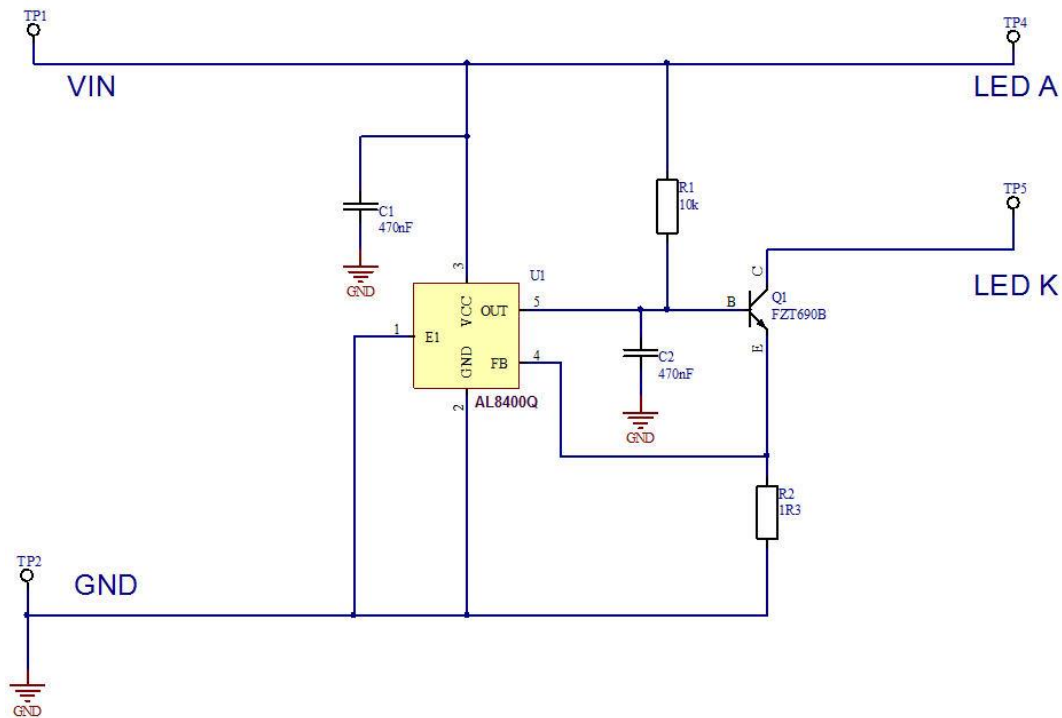 TP1
TP4
VIN
LED A
C1
470nF
GND
R1
10k
TP5
LED K
3
U1
VCC
OUT
5
1
E1
GND
FB
4
2
AL8400Q
B
C
E
Q1
FZT690B
C2
470nF
GND
R2
1R3
TP2
GND
GND